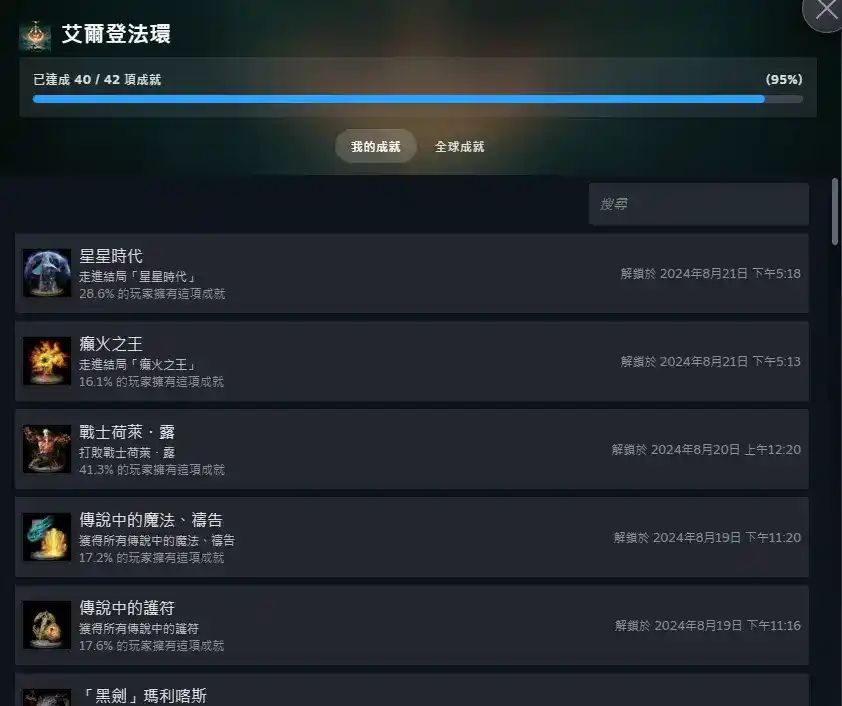 艾爾登法環
已達成 40 / 42 項成就 (95%)
我的成就 全球成就
搜尋
星星時代
走進結局「星星時代」
28.6% 的玩家擁有這項成就
解鎖於 2024年8月21日 下午5:18
癲火之王
走進結局「癲火之王」
16.1% 的玩家擁有這項成就
解鎖於 2024年8月21日 下午5:13
戰士荷萊・露
打敗戰士荷萊・露
41.3% 的玩家擁有這項成就
解鎖於 2024年8月20日 上午12:20
傳說中的魔法、禱告
獲得所有傳說中的魔法、禱告
17.2% 的玩家擁有這項成就
解鎖於 2024年8月19日 下午11:20
傳說中的護符
獲得所有傳說中的護符
17.6% 的玩家擁有這項成就
解鎖於 2024年8月19日 下午11:16
「黑劍」瑪利喀斯